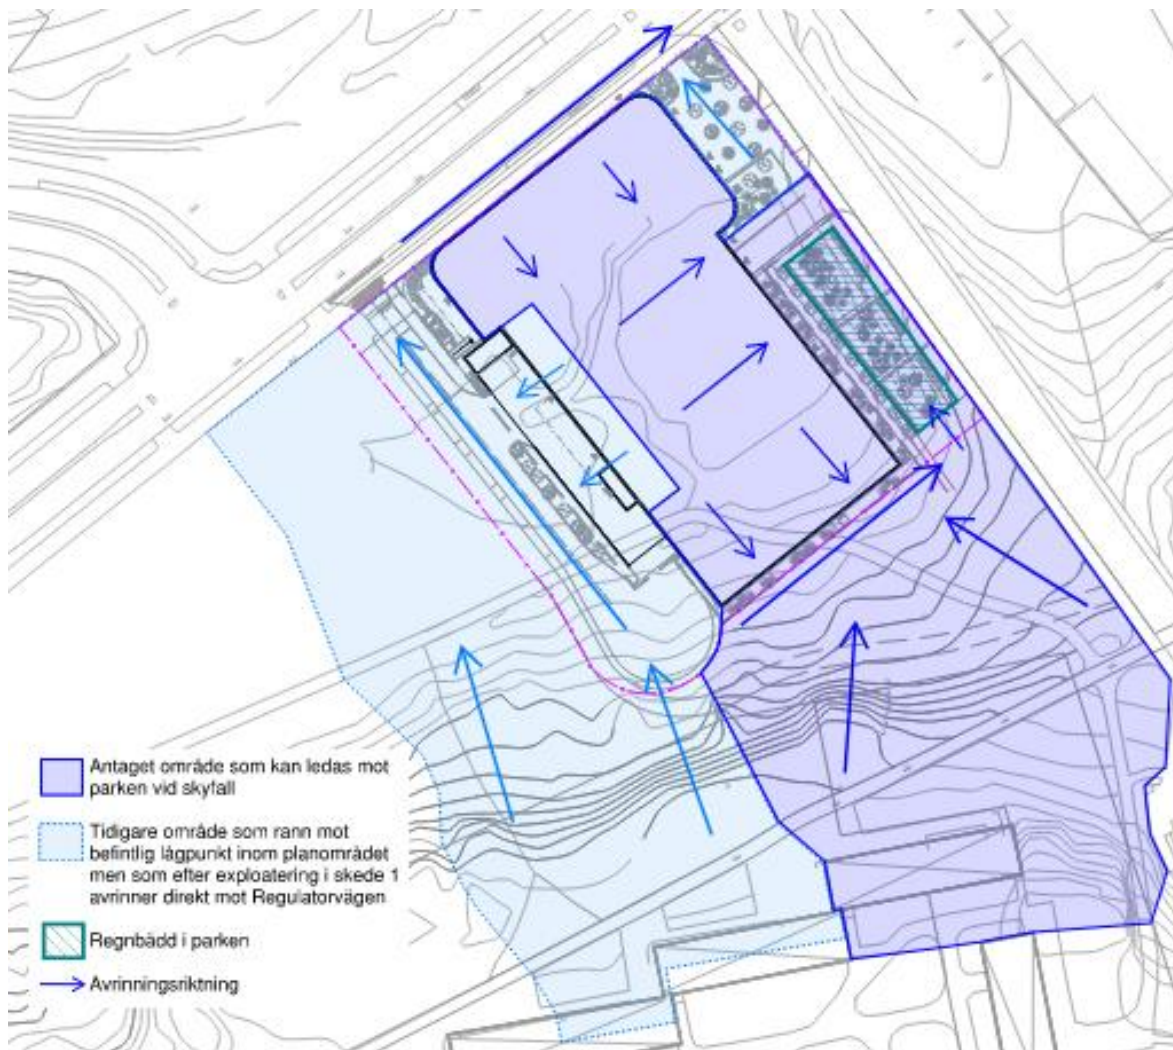 Antaget område som kan ledas mot
parken vid skyfall
Tidigare område som rann mot
befintlig lågpunkt inom planområdet
men som efter exploatering i skede 1
avrinner direkt mot Regulatorvägen
Regnbädd i parken
Avrinningsriktning